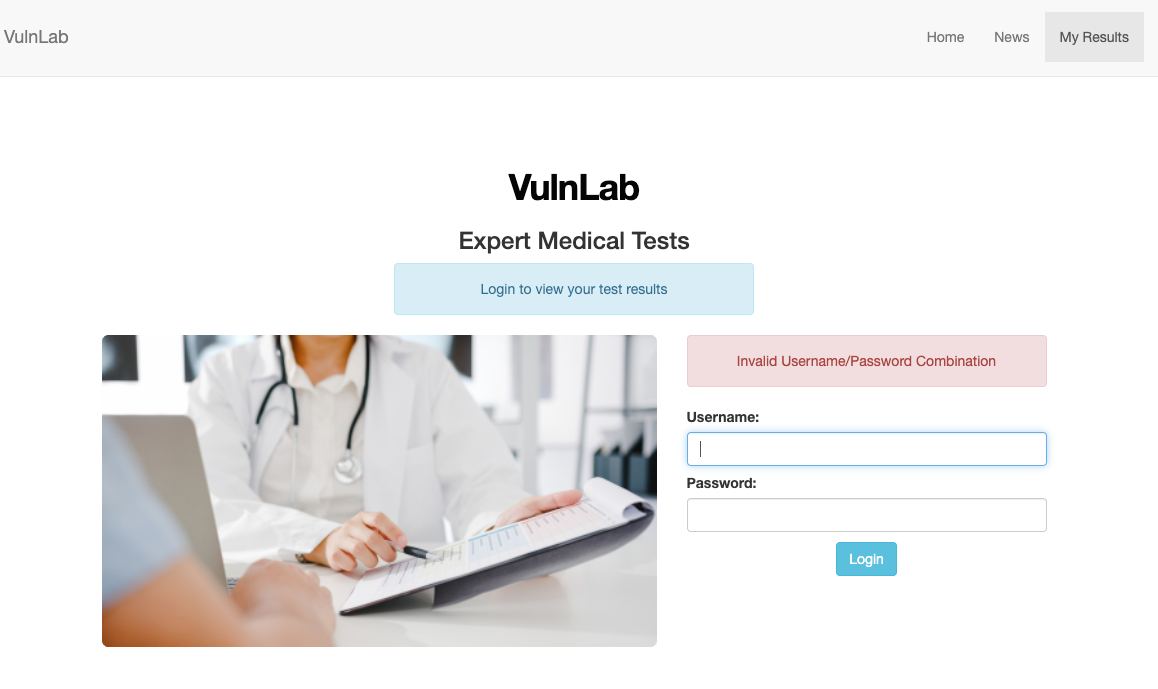 VulnLab
Home News My Results
VulnLab
Expert Medical Tests
Login to view your test results
Invalid Username/Password Combination
Username:
Password:
Login